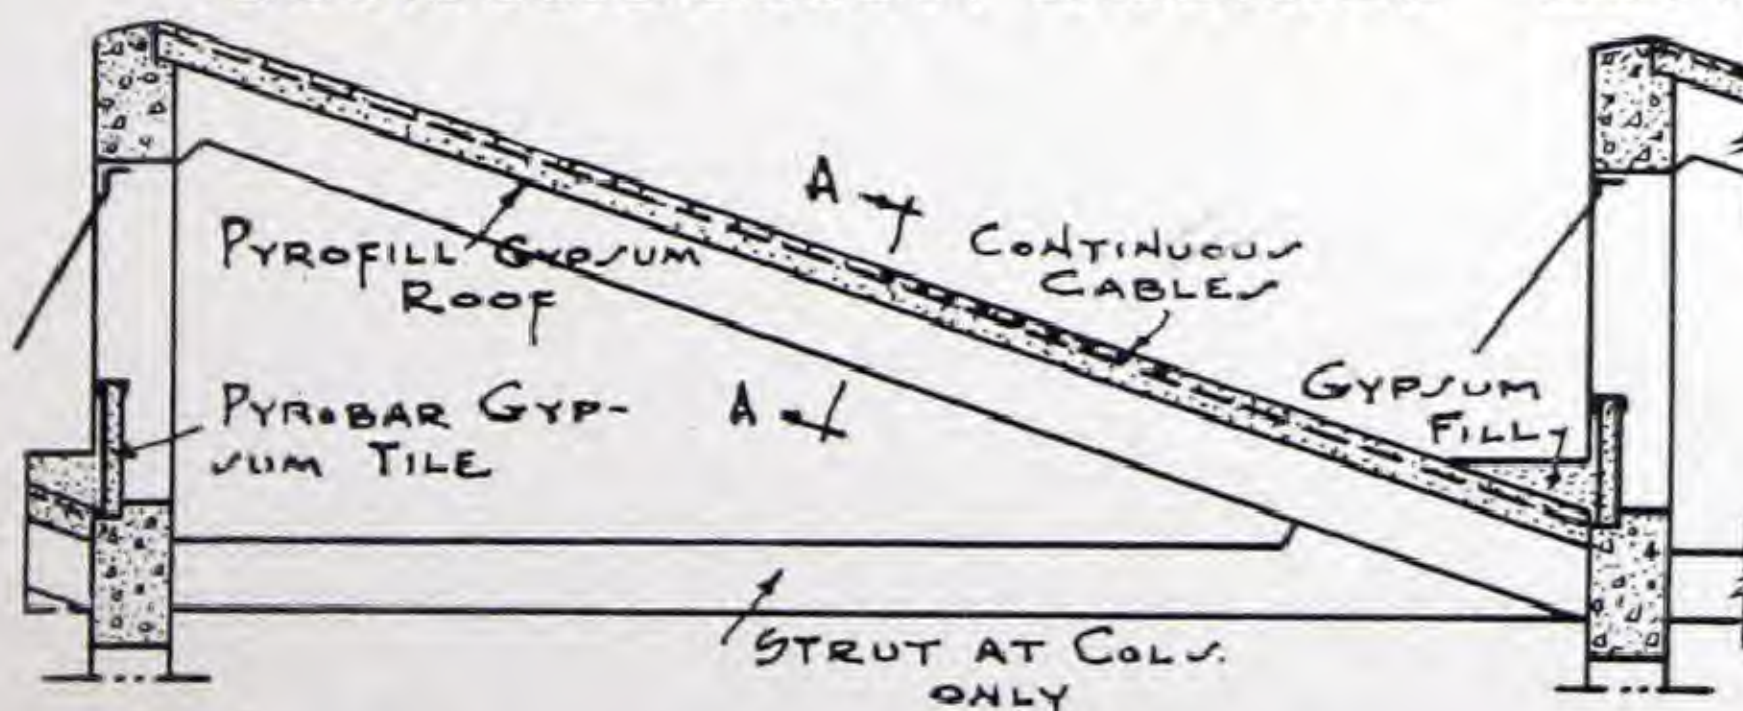 A
PYROFILL GYPSUM
ROOF
CONTINUOUS
CABLES
GYPSUM
FILL
PYROBAR GYP-
SUM TILE
A
STRUT AT COLS.
ONLY